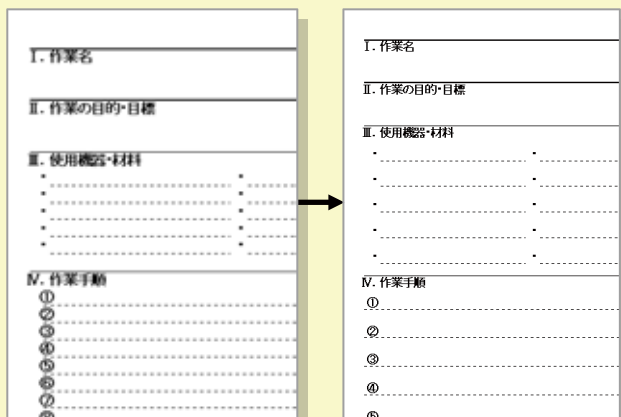 Ⅰ. 作業名
Ⅱ. 作業の目的・目標
Ⅲ. 使用機器・材料
・ ・
・ ・
・ ・
・ ・
・ ・
Ⅳ. 作業手順
①
②
③
④
⑤
⑥
⑦
⑧
Ⅰ. 作業名
Ⅱ. 作業の目的・目標
Ⅲ. 使用機器・材料
・ ・
・ ・
・ ・
・ ・
・ ・
Ⅳ. 作業手順
①
②
③
④
⑤